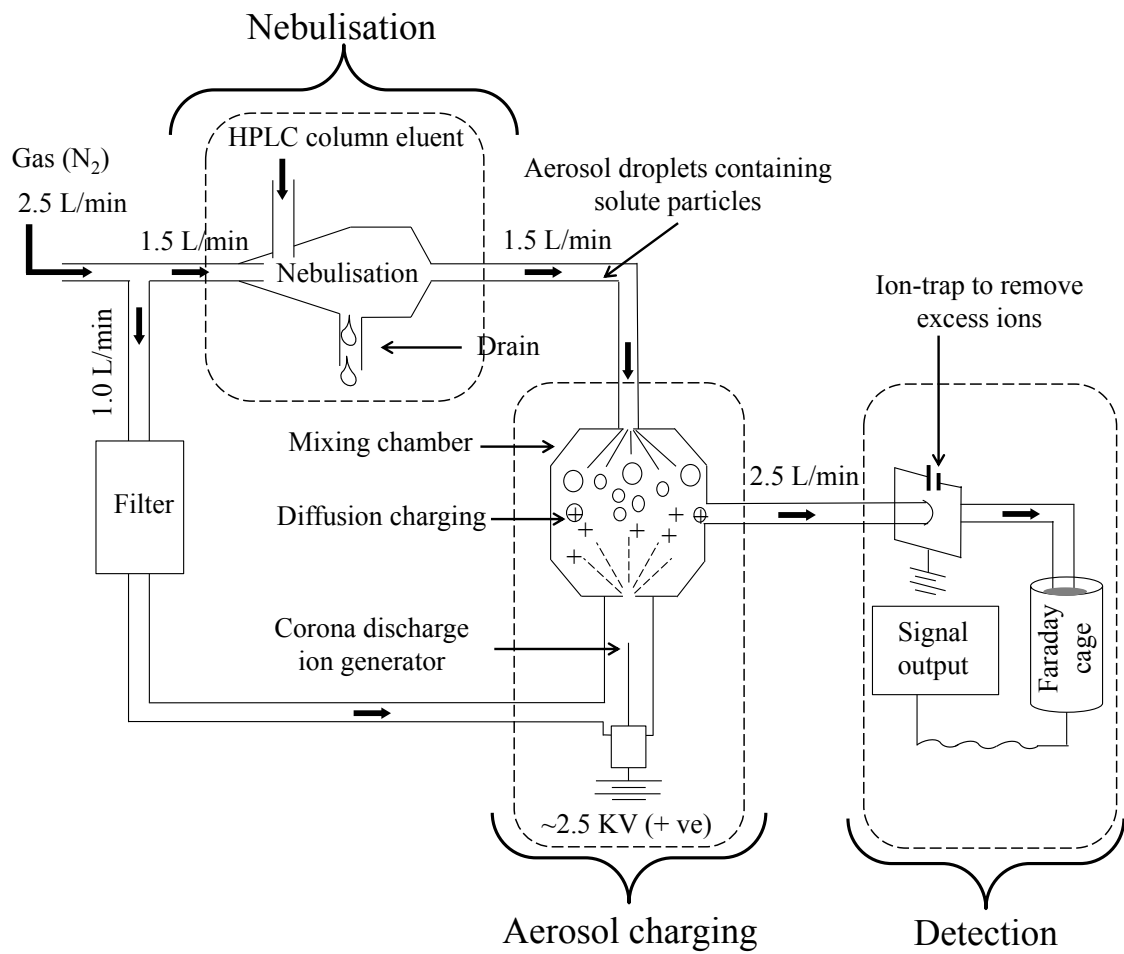 Nebulisation
HPLC column eluent
Gas (N₂)
2.5 L/min
Aerosol droplets containing
solute particles
1.5 L/min
1.5 L/min
Nebulisation
Ion-trap to remove
excess ions
Drain
1.0 L/min
Mixing chamber
2.5 L/min
Filter
Diffusion charging
Corona discharge
ion generator
Signal
output
Faraday
cage
~2.5 KV (+ ve)
Aerosol charging
Detection